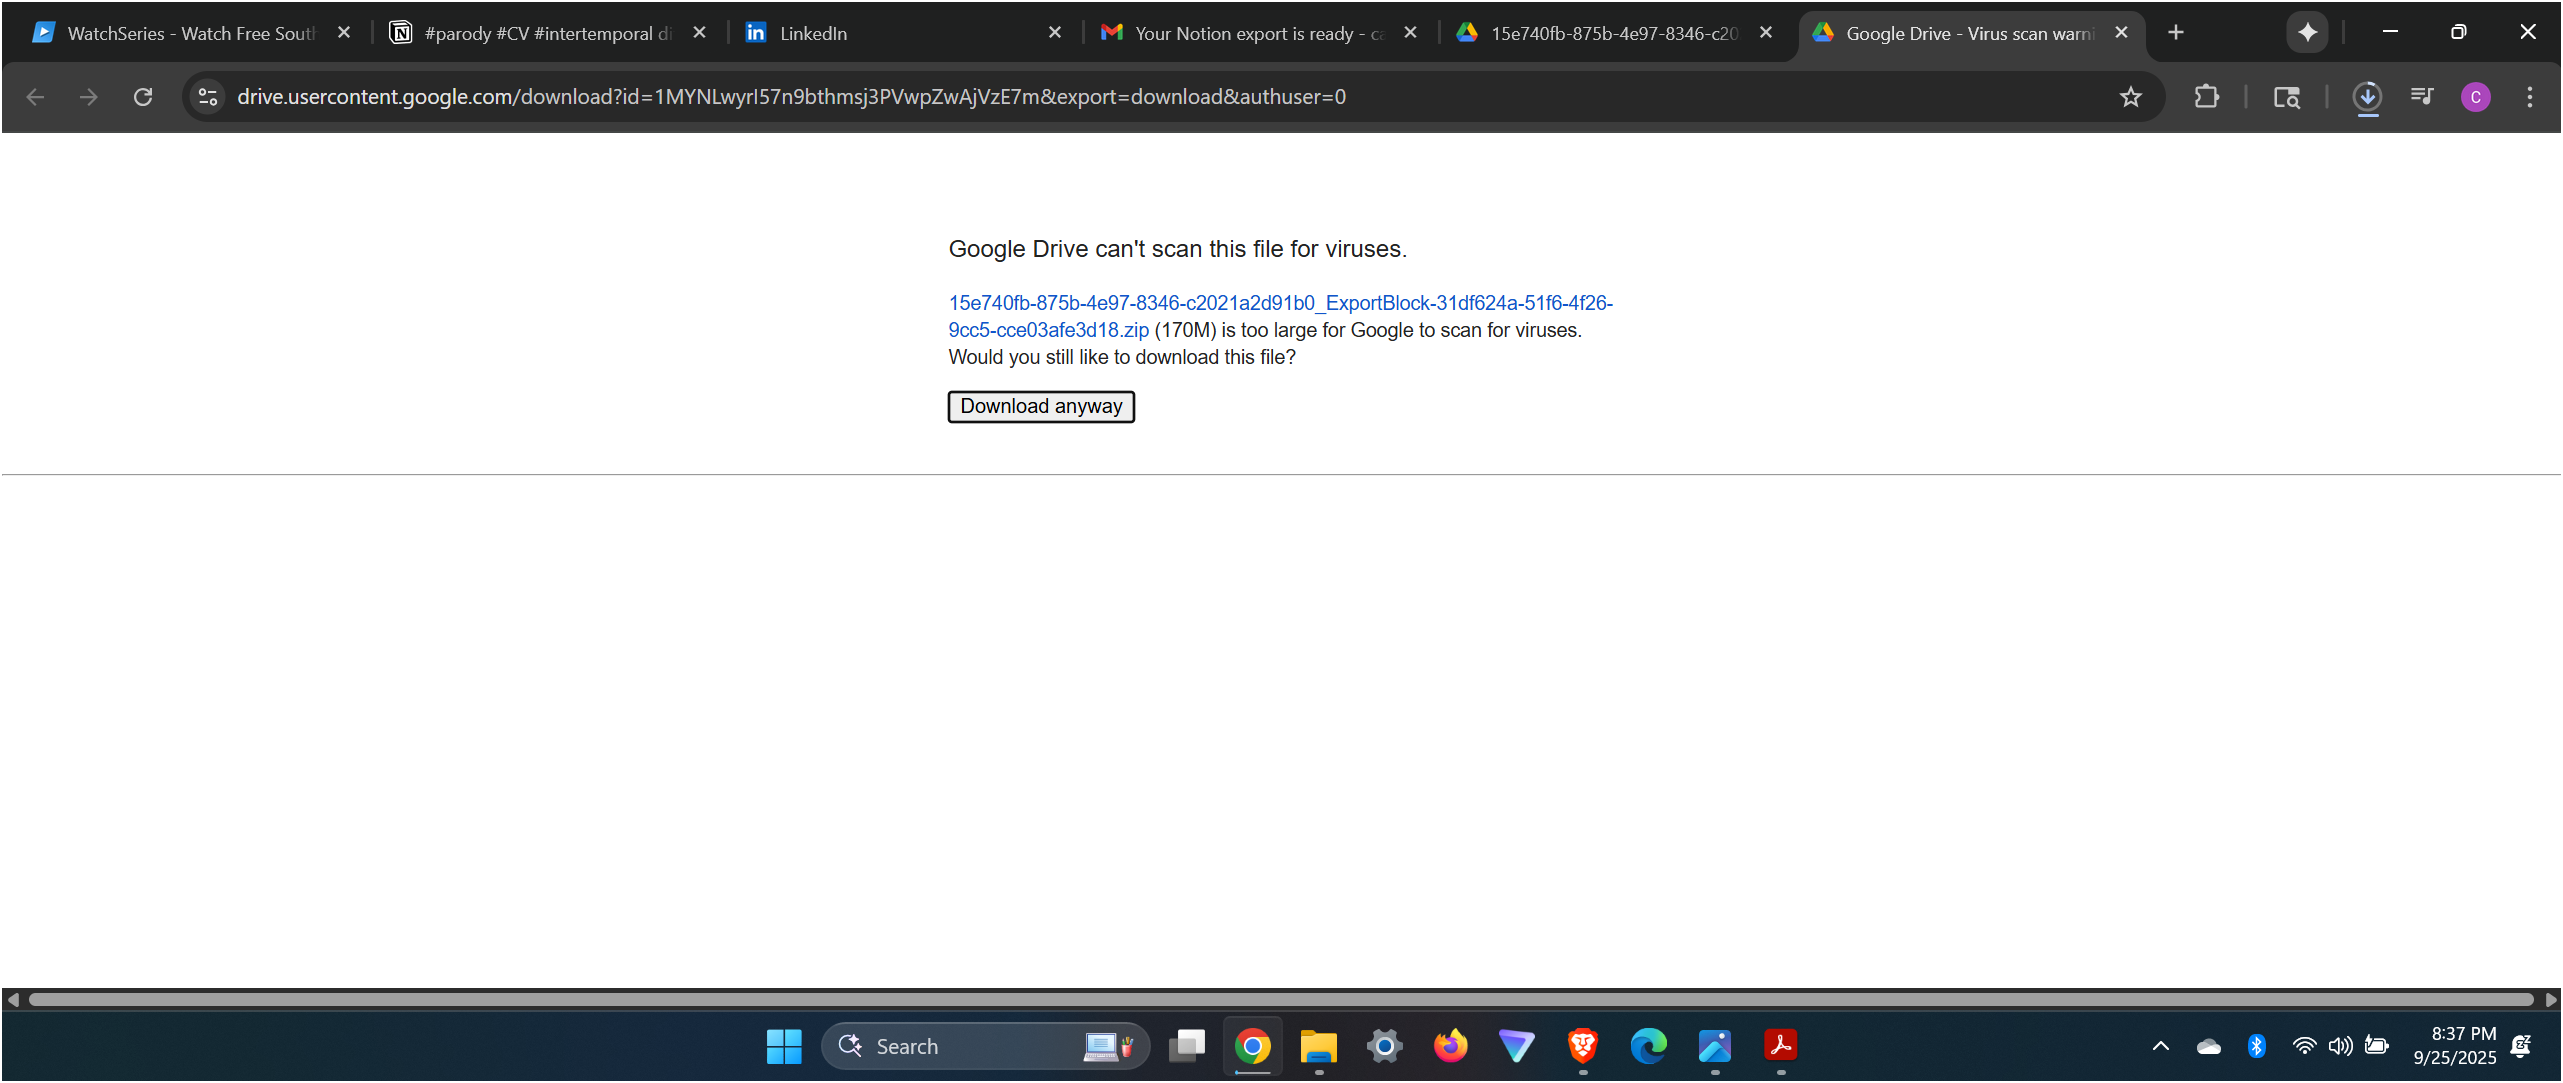 WatchSeries - Watch Free South
#parody #CV #intertemporal di
LinkedIn
Your Notion export is ready - ca
15e740fb-875b-4e97-8346-c20
Google Drive - Virus scan warni
drive.usercontent.google.com/download?id=1MYNLwyrI57n9bthmsj3PVwpZwAjVzE7m&export=download&authuser=0
C
Google Drive can't scan this file for viruses.
15e740fb-875b-4e97-8346-c2021a2d91b0_ExportBlock-31df624a-51f6-4f26-
9cc5-cce03afe3d18.zip (170M) is too large for Google to scan for viruses.
Would you still like to download this file?
Download anyway
Search
8:37 PM
9/25/2025